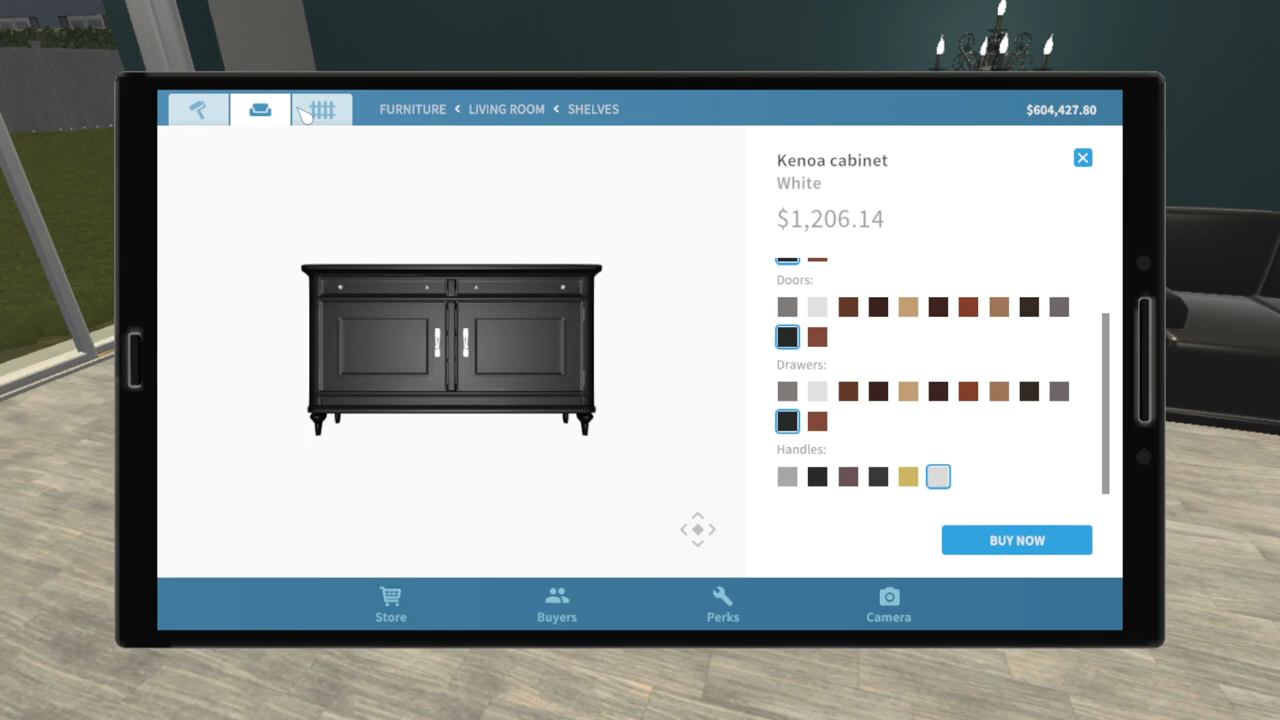 FURNITURE < LIVING ROOM < SHELVES
$604,427.80
Kenoa cabinet
White
$1,206.14
Doors:
Drawers:
Handles:
BUY NOW
Store
Buyers
Perks
Camera